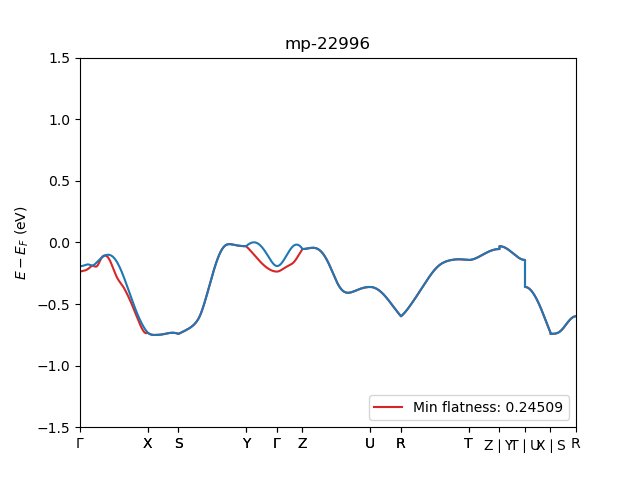 mp-22996
1.5
1.0
0.5
0.0
−0.5
−1.0
−1.5
E − E_F (eV)
Min flatness: 0.24509
Γ X S Y Γ Z U R T Z | Y T | U X | S R